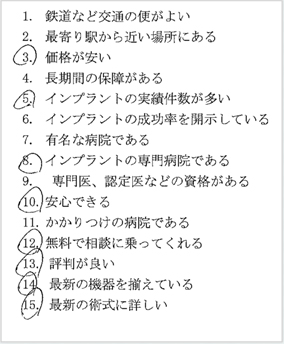 1. 鉄道など交通の便がよい
2. 最寄り駅から近い場所にある
3. 価格が安い
4. 長期間の保障がある
5. インプラントの実績件数が多い
6. インプラントの成功率を開示している
7. 有名な病院である
8. インプラントの専門病院である
9. 専門医、認定医などの資格がある
10. 安心できる
11. かかりつけの病院である
12. 無料で相談に乗ってくれる
13. 評判が良い
14. 最新の機器を揃えている
15. 最新の術式に詳しい